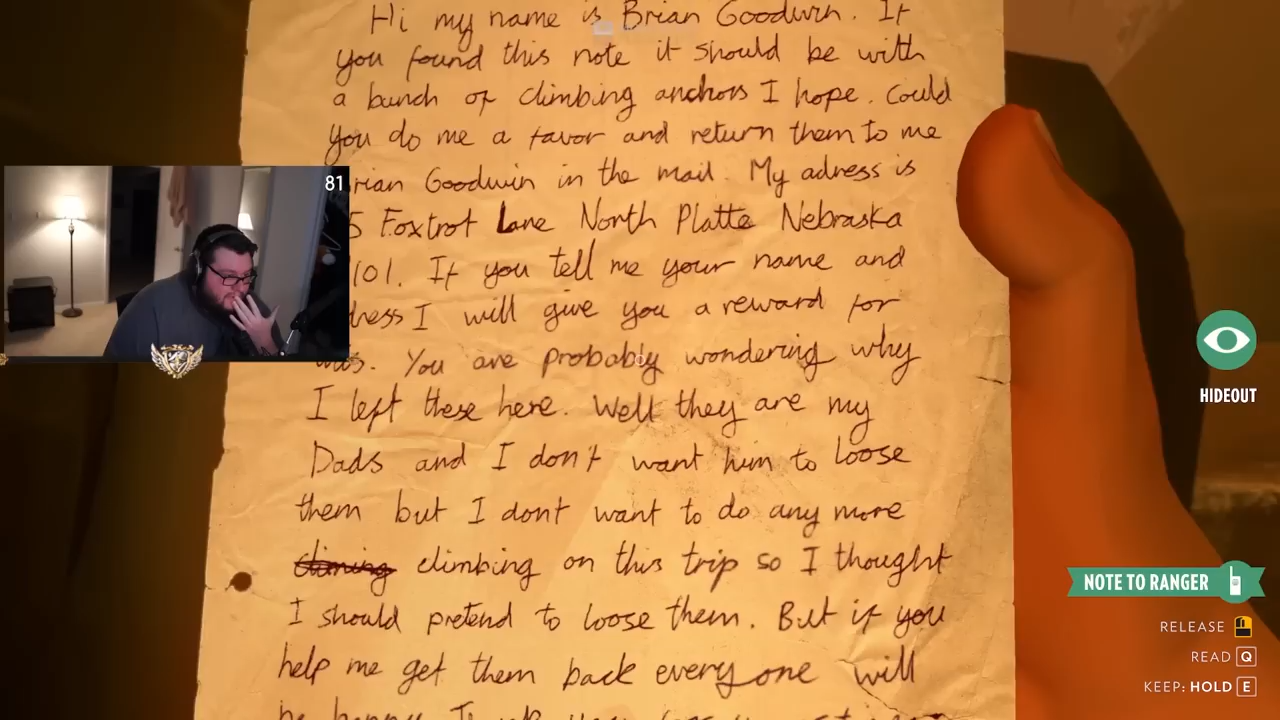 Hi my name is Brian Goodwin. If
you found this note it should be with
a bunch of climbing anchors I hope. Could
you do me a favor and return them to me
rian Goodwin in the mail. My adress is
5 Foxtrot Lane North Platte Nebraska
101. If you tell me your name and
dress I will give you a reward for
You are probably wondering why
I left these here. Well they are my
Dads and I don't want him to loose
them but I dont want to do any more
climing climbing on this trip so I thought
I should pretend to loose them. But if you
help me get them back everyone will
be happy.
81
HIDEOUT
NOTE TO RANGER
RELEASE
READ Q
KEEP: HOLD E